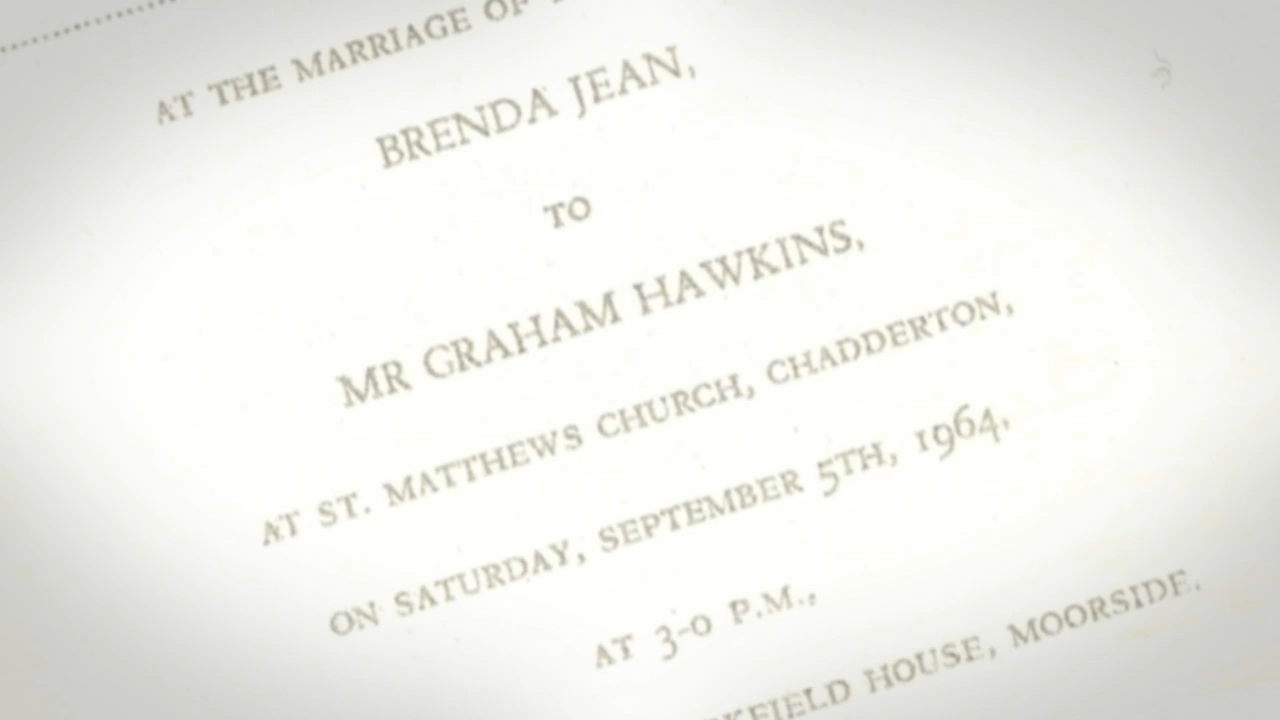 AT THE MARRIAGE OF
BRENDA JEAN,
TO
MR GRAHAM HAWKINS,
AT ST. MATTHEWS CHURCH, CHADDERTON,
ON SATURDAY, SEPTEMBER 5TH, 1964,
AT 3-0 P.M.,
HOUSE, MOORSIDE.